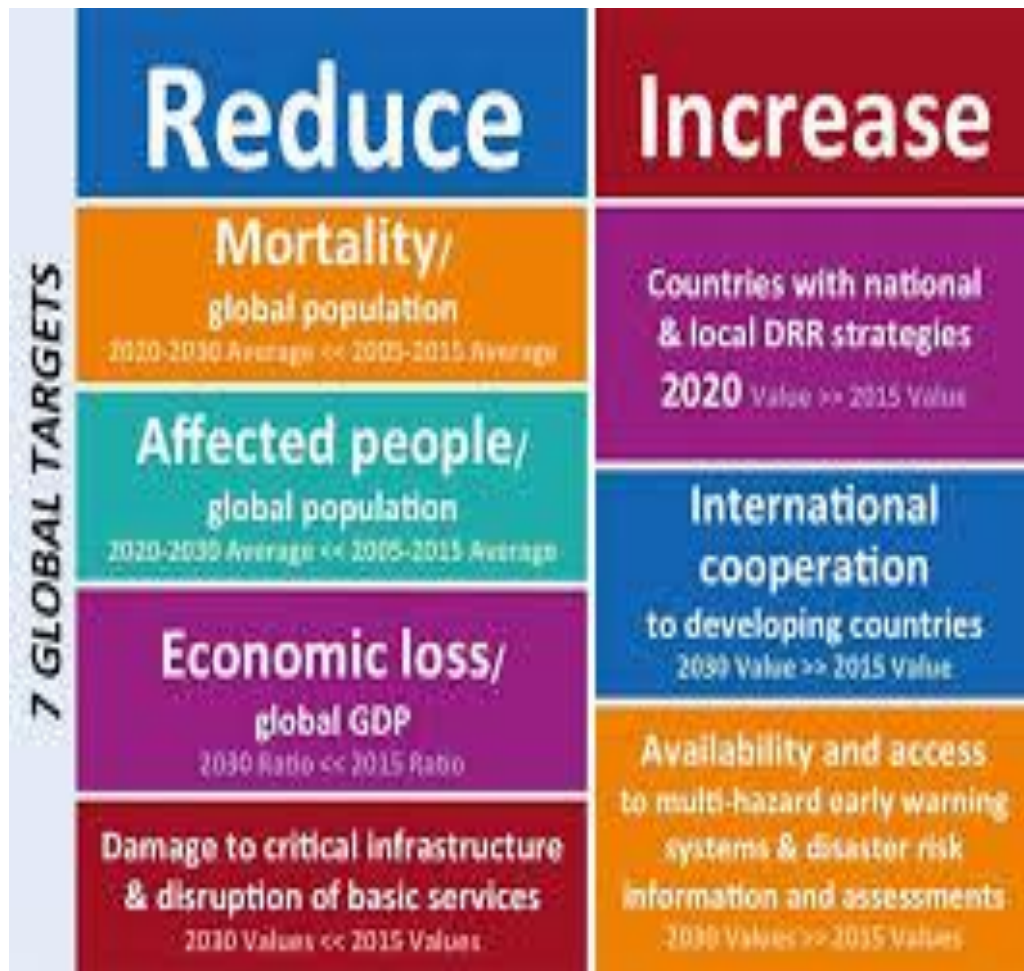 7 GLOBAL TARGETS
Reduce
Mortality/
global population
2020-2030 Average << 2005-2015 Average
Affected people/
global population
2020-2030 Average << 2005-2015 Average
Economic loss/
global GDP
2030 Ratio << 2015 Ratio
Damage to critical infrastructure
& disruption of basic services
2030 Values << 2015 Values
Increase
Countries with national
& local DRR strategies
2020 Value >> 2015 Value
International
cooperation
to developing countries
2030 Value >> 2015 Value
Availability and access
to multi-hazard early warning
systems & disaster risk
information and assessments
2030 Values >> 2015 Values